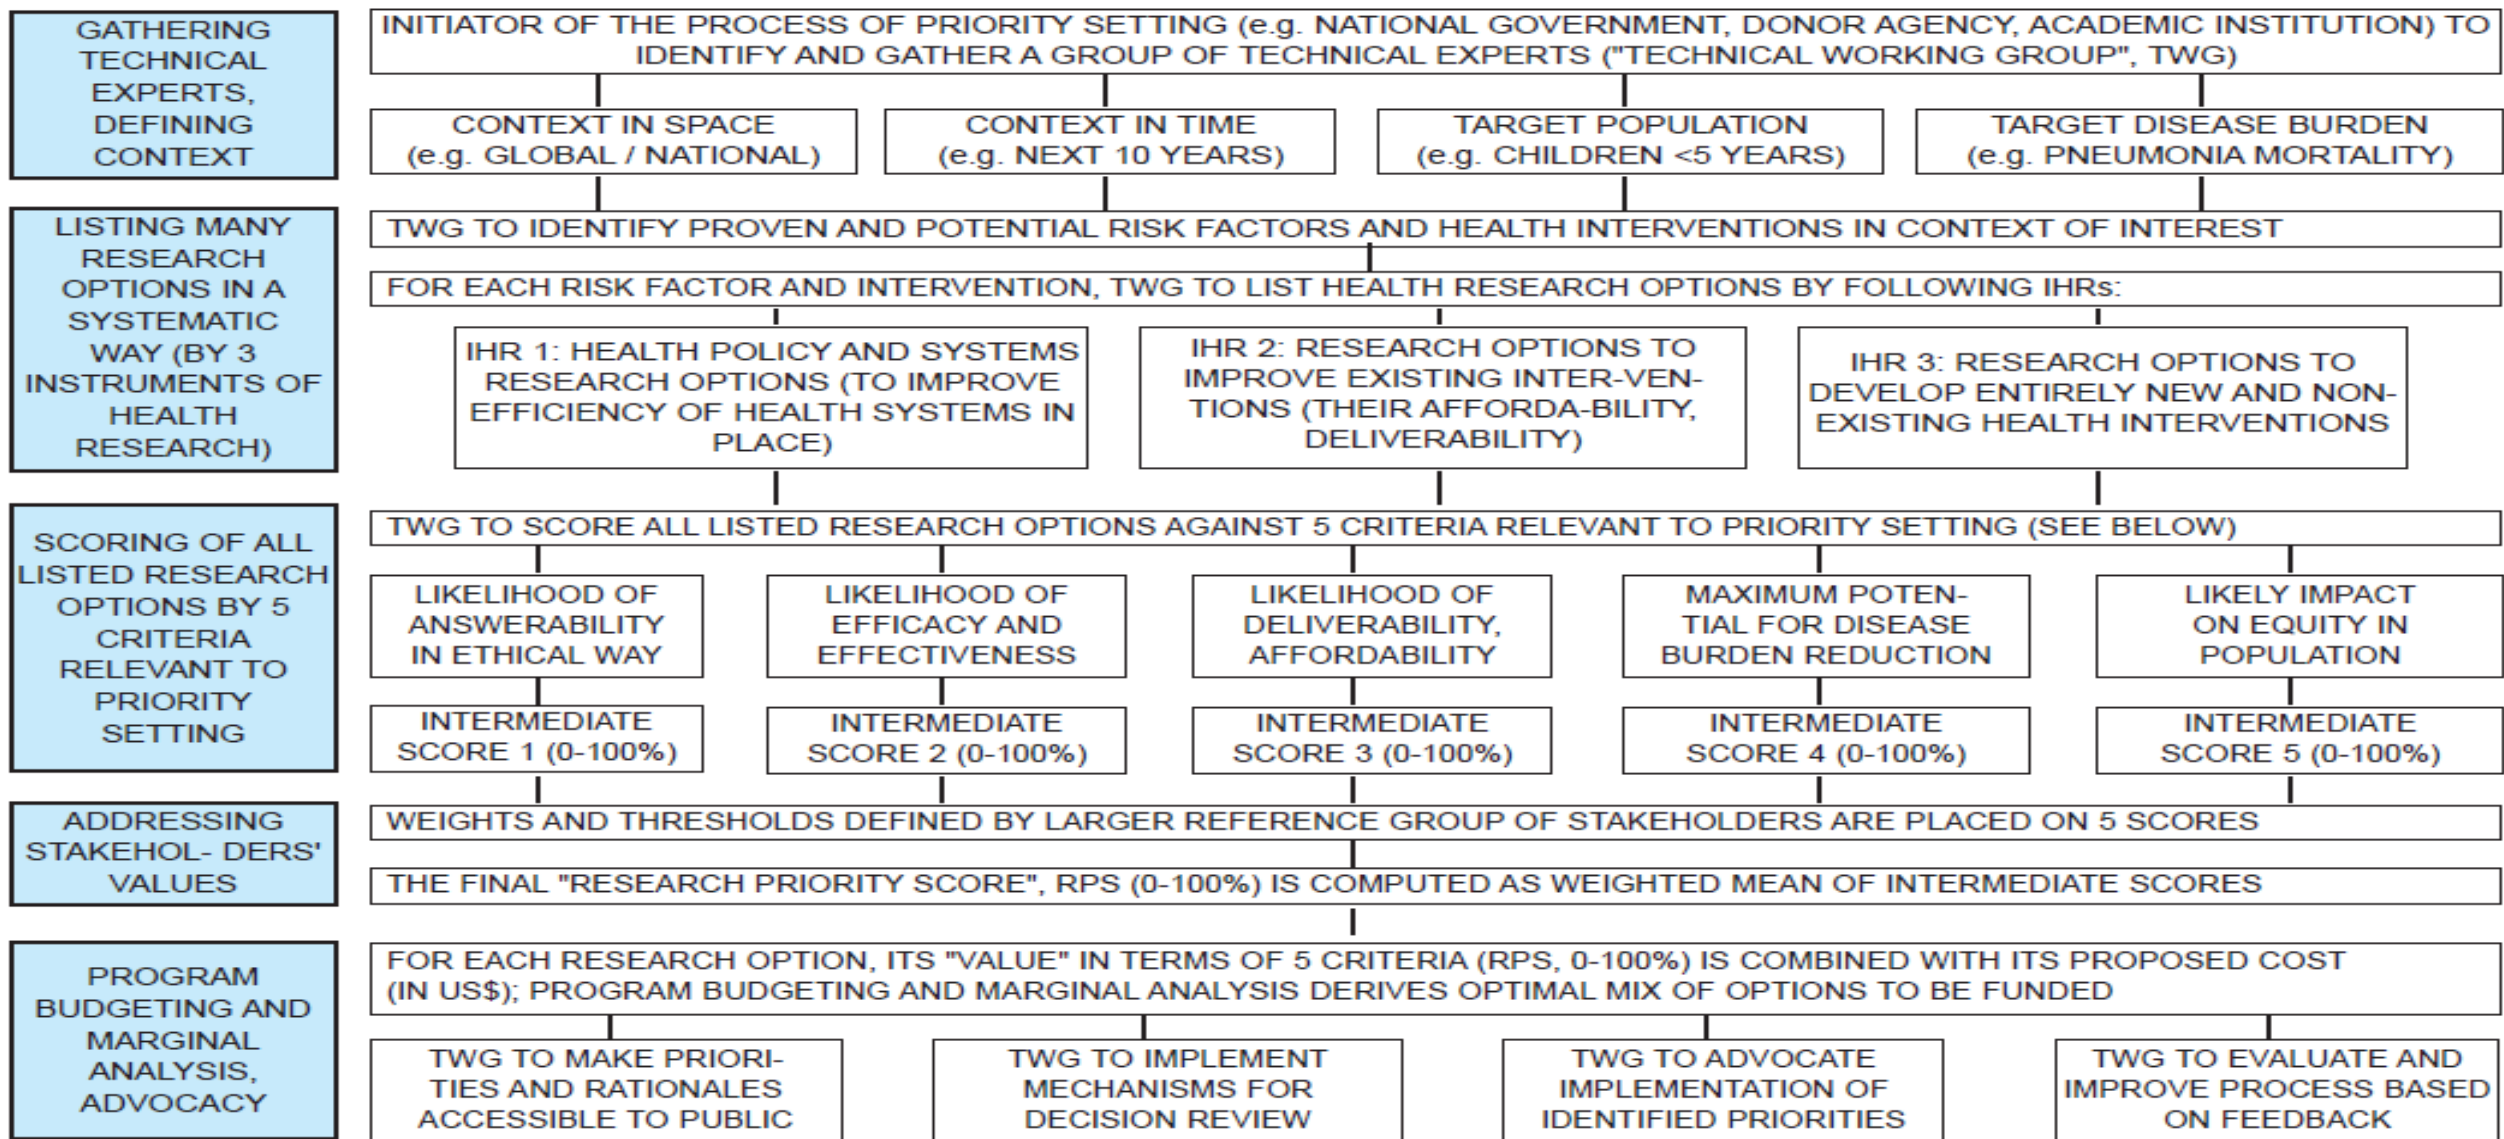 GATHERING
TECHNICAL
EXPERTS,
DEFINING
CONTEXT
INITIATOR OF THE PROCESS OF PRIORITY SETTING (e.g. NATIONAL GOVERNMENT, DONOR AGENCY, ACADEMIC INSTITUTION) TO
IDENTIFY AND GATHER A GROUP OF TECHNICAL EXPERTS ("TECHNICAL WORKING GROUP", TWG)
CONTEXT IN SPACE
(e.g. GLOBAL / NATIONAL)
CONTEXT IN TIME
(e.g. NEXT 10 YEARS)
TARGET POPULATION
(e.g. CHILDREN <5 YEARS)
TARGET DISEASE BURDEN
(e.g. PNEUMONIA MORTALITY)
LISTING MANY
RESEARCH
OPTIONS IN A
SYSTEMATIC
WAY (BY 3
INSTRUMENTS OF
HEALTH
RESEARCH)
TWG TO IDENTIFY PROVEN AND POTENTIAL RISK FACTORS AND HEALTH INTERVENTIONS IN CONTEXT OF INTEREST
FOR EACH RISK FACTOR AND INTERVENTION, TWG TO LIST HEALTH RESEARCH OPTIONS BY FOLLOWING IHRs:
IHR 1: HEALTH POLICY AND SYSTEMS
RESEARCH OPTIONS (TO IMPROVE
EFFICIENCY OF HEALTH SYSTEMS IN
PLACE)
IHR 2: RESEARCH OPTIONS TO
IMPROVE EXISTING INTER-VEN-
TIONS (THEIR AFFORDA-BILITY,
DELIVERABILITY)
IHR 3: RESEARCH OPTIONS TO
DEVELOP ENTIRELY NEW AND NON-
EXISTING HEALTH INTERVENTIONS
SCORING OF ALL
LISTED RESEARCH
OPTIONS BY 5
CRITERIA
RELEVANT TO
PRIORITY
SETTING
TWG TO SCORE ALL LISTED RESEARCH OPTIONS AGAINST 5 CRITERIA RELEVANT TO PRIORITY SETTING (SEE BELOW)
LIKELIHOOD OF
ANSWERABILITY
IN ETHICAL WAY
LIKELIHOOD OF
EFFICACY AND
EFFECTIVENESS
LIKELIHOOD OF
DELIVERABILITY,
AFFORDABILITY
MAXIMUM POTEN-
TIAL FOR DISEASE
BURDEN REDUCTION
LIKELY IMPACT
ON EQUITY IN
POPULATION
INTERMEDIATE
SCORE 1 (0-100%)
INTERMEDIATE
SCORE 2 (0-100%)
INTERMEDIATE
SCORE 3 (0-100%)
INTERMEDIATE
SCORE 4 (0-100%)
INTERMEDIATE
SCORE 5 (0-100%)
ADDRESSING
STAKEHOL- DERS'
VALUES
WEIGHTS AND THRESHOLDS DEFINED BY LARGER REFERENCE GROUP OF STAKEHOLDERS ARE PLACED ON 5 SCORES
THE FINAL "RESEARCH PRIORITY SCORE", RPS (0-100%) IS COMPUTED AS WEIGHTED MEAN OF INTERMEDIATE SCORES
PROGRAM
BUDGETING AND
MARGINAL
ANALYSIS,
ADVOCACY
FOR EACH RESEARCH OPTION, ITS "VALUE" IN TERMS OF 5 CRITERIA (RPS, 0-100%) IS COMBINED WITH ITS PROPOSED COST
(IN US$); PROGRAM BUDGETING AND MARGINAL ANALYSIS DERIVES OPTIMAL MIX OF OPTIONS TO BE FUNDED
TWG TO MAKE PRIORI-
TIES AND RATIONALES
ACCESSIBLE TO PUBLIC
TWG TO IMPLEMENT
MECHANISMS FOR
DECISION REVIEW
TWG TO ADVOCATE
IMPLEMENTATION OF
IDENTIFIED PRIORITIES
TWG TO EVALUATE AND
IMPROVE PROCESS BASED
ON FEEDBACK